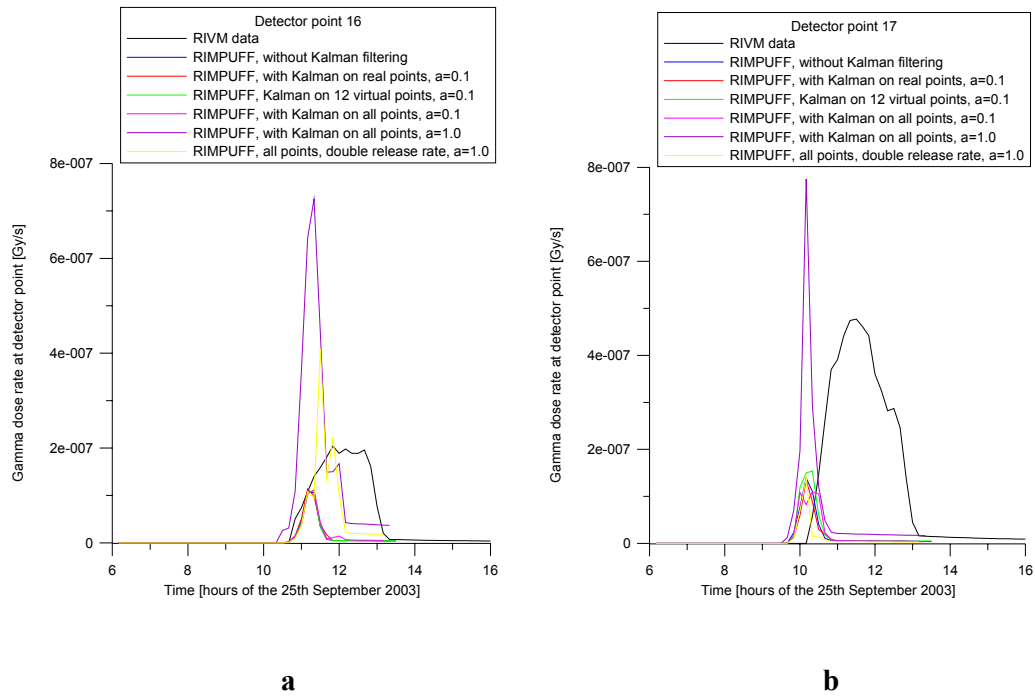 Detector point 16
RIVM data
RIMPUFF, without Kalman filtering
RIMPUFF, with Kalman on real points, a=0.1
RIMPUFF, Kalman on 12 virtual points, a=0.1
RIMPUFF, with Kalman on all points, a=0.1
RIMPUFF, with Kalman on all points, a=1.0
RIMPUFF, all points, double release rate, a=1.0
8e-007
6e-007
4e-007
2e-007
0
Gamma dose rate at detector point [Gy/s]
6 8 10 12 14 16
Time [hours of the 25th September 2003]
a
Detector point 17
RIVM data
RIMPUFF, without Kalman filtering
RIMPUFF, with Kalman on real points, a=0.1
RIMPUFF, Kalman on 12 virtual points, a=0.1
RIMPUFF, with Kalman on all points, a=0.1
RIMPUFF, with Kalman on all points, a=1.0
RIMPUFF, all points, double release rate, a=1.0
8e-007
6e-007
4e-007
2e-007
0
Gamma dose rate at detector point [Gy/s]
6 8 10 12 14 16
Time [hours of the 25th September 2003]
b